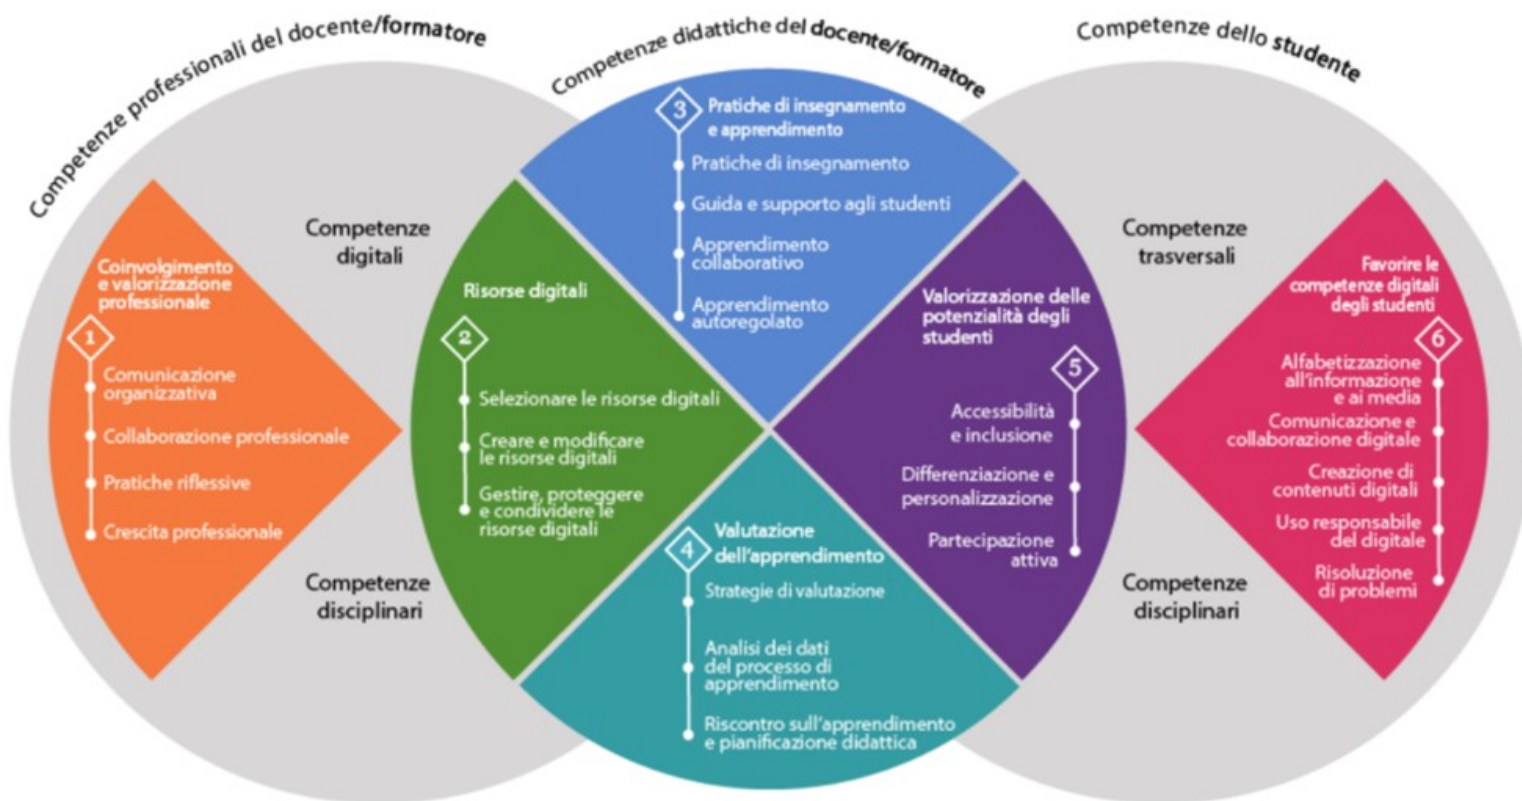 Competenze professionali del docente/formatore
Competenze didattiche del docente/formatore
Competenze dello studente
Competenze
digitali
Competenze
disciplinari
Coinvolgimento
e valorizzazione
professionale
1
Comunicazione
organizzativa
Collaborazione professionale
Pratiche riflessive
Crescita professionale
Risorse digitali
2
Selezionare le risorse digitali
Creare e modificare
le risorse digitali
Gestire, proteggere
e condividere le
risorse digitali
3
Pratiche di insegnamento
e apprendimento
Pratiche di insegnamento
Guida e supporto agli studenti
Apprendimento
collaborativo
Apprendimento
autoregolato
4
Valutazione
dell'apprendimento
Strategie di valutazione
Analisi dei dati
del processo di
apprendimento
Riscontro sull'apprendimento
e pianificazione didattica
Valorizzazione delle
potenzialità degli
studenti
5
Accessibilità
e inclusione
Differenziazione e
personalizzazione
Partecipazione
attiva
Competenze
trasversali
Competenze
disciplinari
Favorire le
competenze digitali
degli studenti
6
Alfabetizzazione
all'informazione
e ai media
Comunicazione e
collaborazione digitale
Creazione di
contenuti digitali
Uso responsabile
del digitale
Risoluzione
di problemi